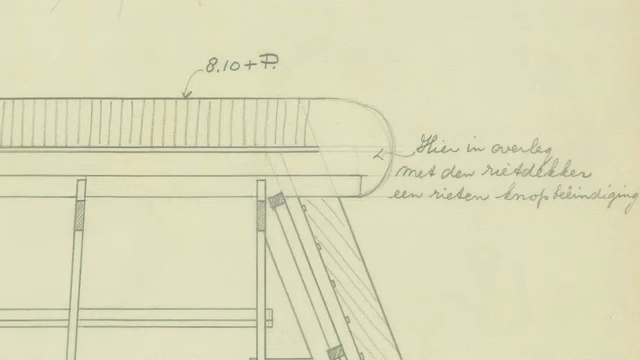 8.10+P.
Hier in overleg
met den rietdekker
een rieten knopbeëindiging